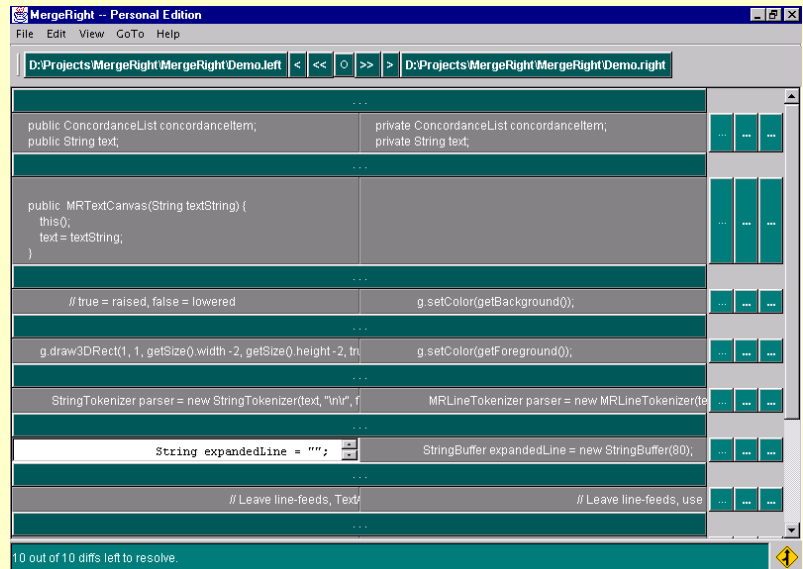 MergeRight -- Personal Edition
File Edit View GoTo Help
D:\Projects\MergeRight\MergeRight\Demo.left < << O >> > D:\Projects\MergeRight\MergeRight\Demo.right
. . .
public ConcordanceList concordanceItem; private ConcordanceList concordanceItem;
public String text; private String text;
... ... ...
. . .
public MRTextCanvas(String textString) {
this();
text = textString;
}
... ... ...
. . .
// true = raised, false = lowered g.setColor(getBackground()); ... ... ...
. . .
g.draw3DRect(1, 1, getSize().width -2, getSize().height -2, tru g.setColor(getForeground()); ... ... ...
. . .
StringTokenizer parser = new StringTokenizer(text, "\n\r", f MRLineTokenizer parser = new MRLineTokenizer(te ... ... ...
. . .
String expandedLine = ""; StringBuffer expandedLine = new StringBuffer(80); ... ... ...
. . .
// Leave line-feeds, TextA // Leave line-feeds, use ... ... ...
. . .
10 out of 10 diffs left to resolve.